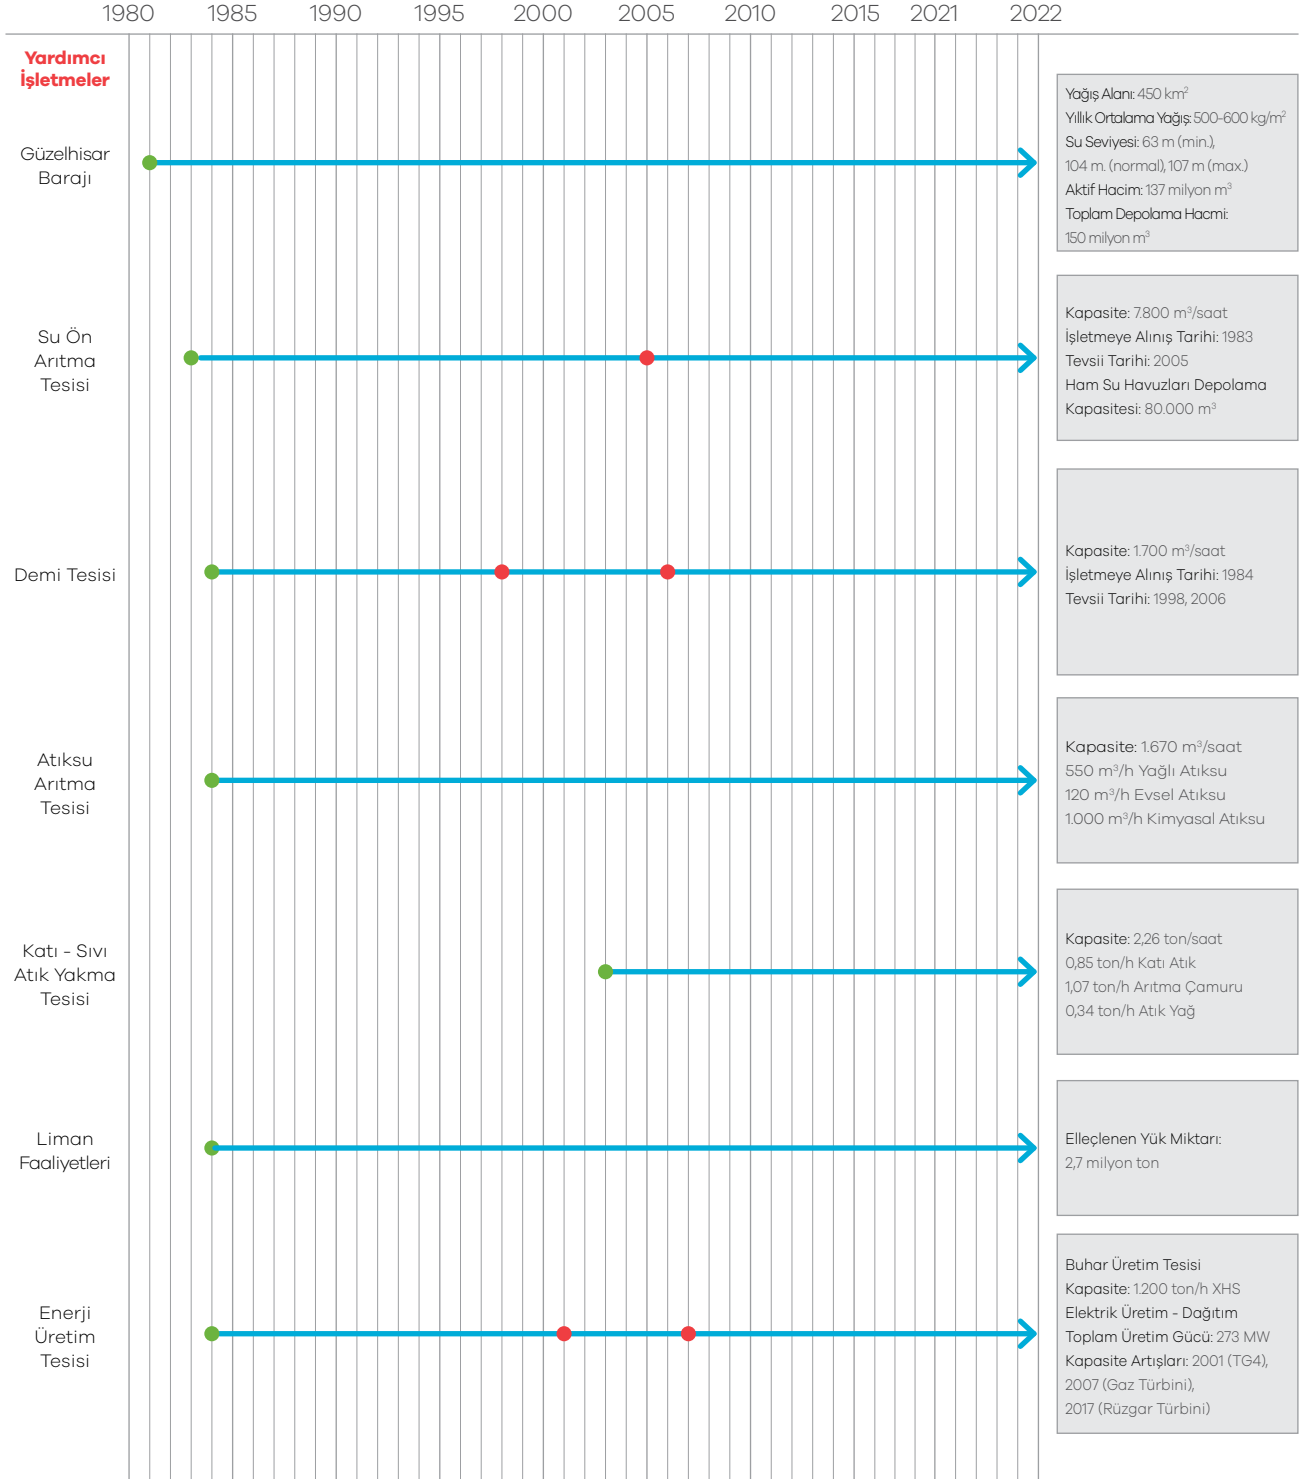 1980 1985 1990 1995 2000 2005 2010 2015 2021 2022
Yardımcı
İşletmeler
Güzelhisar
Barajı
Yağış Alanı: 450 km²
Yıllık Ortalama Yağış: 500-600 kg/m²
Su Seviyesi: 63 m (min.),
104 m. (normal), 107 m (max.)
Aktif Hacim: 137 milyon m³
Toplam Depolama Hacmi:
150 milyon m³
Su Ön
Arıtma
Tesisi
Kapasite: 7.800 m³/saat
İşletmeye Alınış Tarihi: 1983
Tevsii Tarihi: 2005
Ham Su Havuzları Depolama
Kapasitesi: 80.000 m³
Demi Tesisi
Kapasite: 1.700 m³/saat
İşletmeye Alınış Tarihi: 1984
Tevsii Tarihi: 1998, 2006
Atıksu
Arıtma
Tesisi
Kapasite: 1.670 m³/saat
550 m³/h Yağlı Atıksu
120 m³/h Evsel Atıksu
1.000 m³/h Kimyasal Atıksu
Katı - Sıvı
Atık Yakma
Tesisi
Kapasite: 2,26 ton/saat
0,85 ton/h Katı Atık
1,07 ton/h Arıtma Çamuru
0,34 ton/h Atık Yağ
Liman
Faaliyetleri
Elleçlenen Yük Miktarı:
2,7 milyon ton
Enerji
Üretim
Tesisi
Buhar Üretim Tesisi
Kapasite: 1.200 ton/h XHS
Elektrik Üretim - Dağıtım
Toplam Üretim Gücü: 273 MW
Kapasite Artışları: 2001 (TG4),
2007 (Gaz Türbini),
2017 (Rüzgar Türbini)